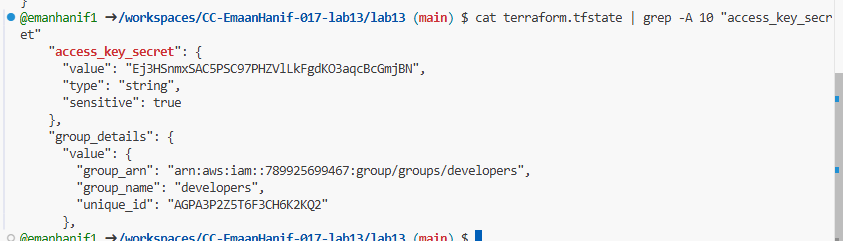 }
@emanhanif1 →/workspaces/CC-EmaanHanif-017-lab13/lab13 (main) $ cat terraform.tfstate | grep -A 10 "access_key_secr
et"
"access_key_secret": {
"value": "Ej3HSnmxSAC5PSC97PHZVlLkFgdKO3aqcBcGmjBN",
"type": "string",
"sensitive": true
},
"group_details": {
"value": {
"group_arn": "arn:aws:iam::789925699467:group/groups/developers",
"group_name": "developers",
"unique_id": "AGPA3P2Z5T6F3CH6K2KQ2"
},
@emanhanif1 →/workspaces/CC-EmaanHanif-017-lab13/lab13 (main) $